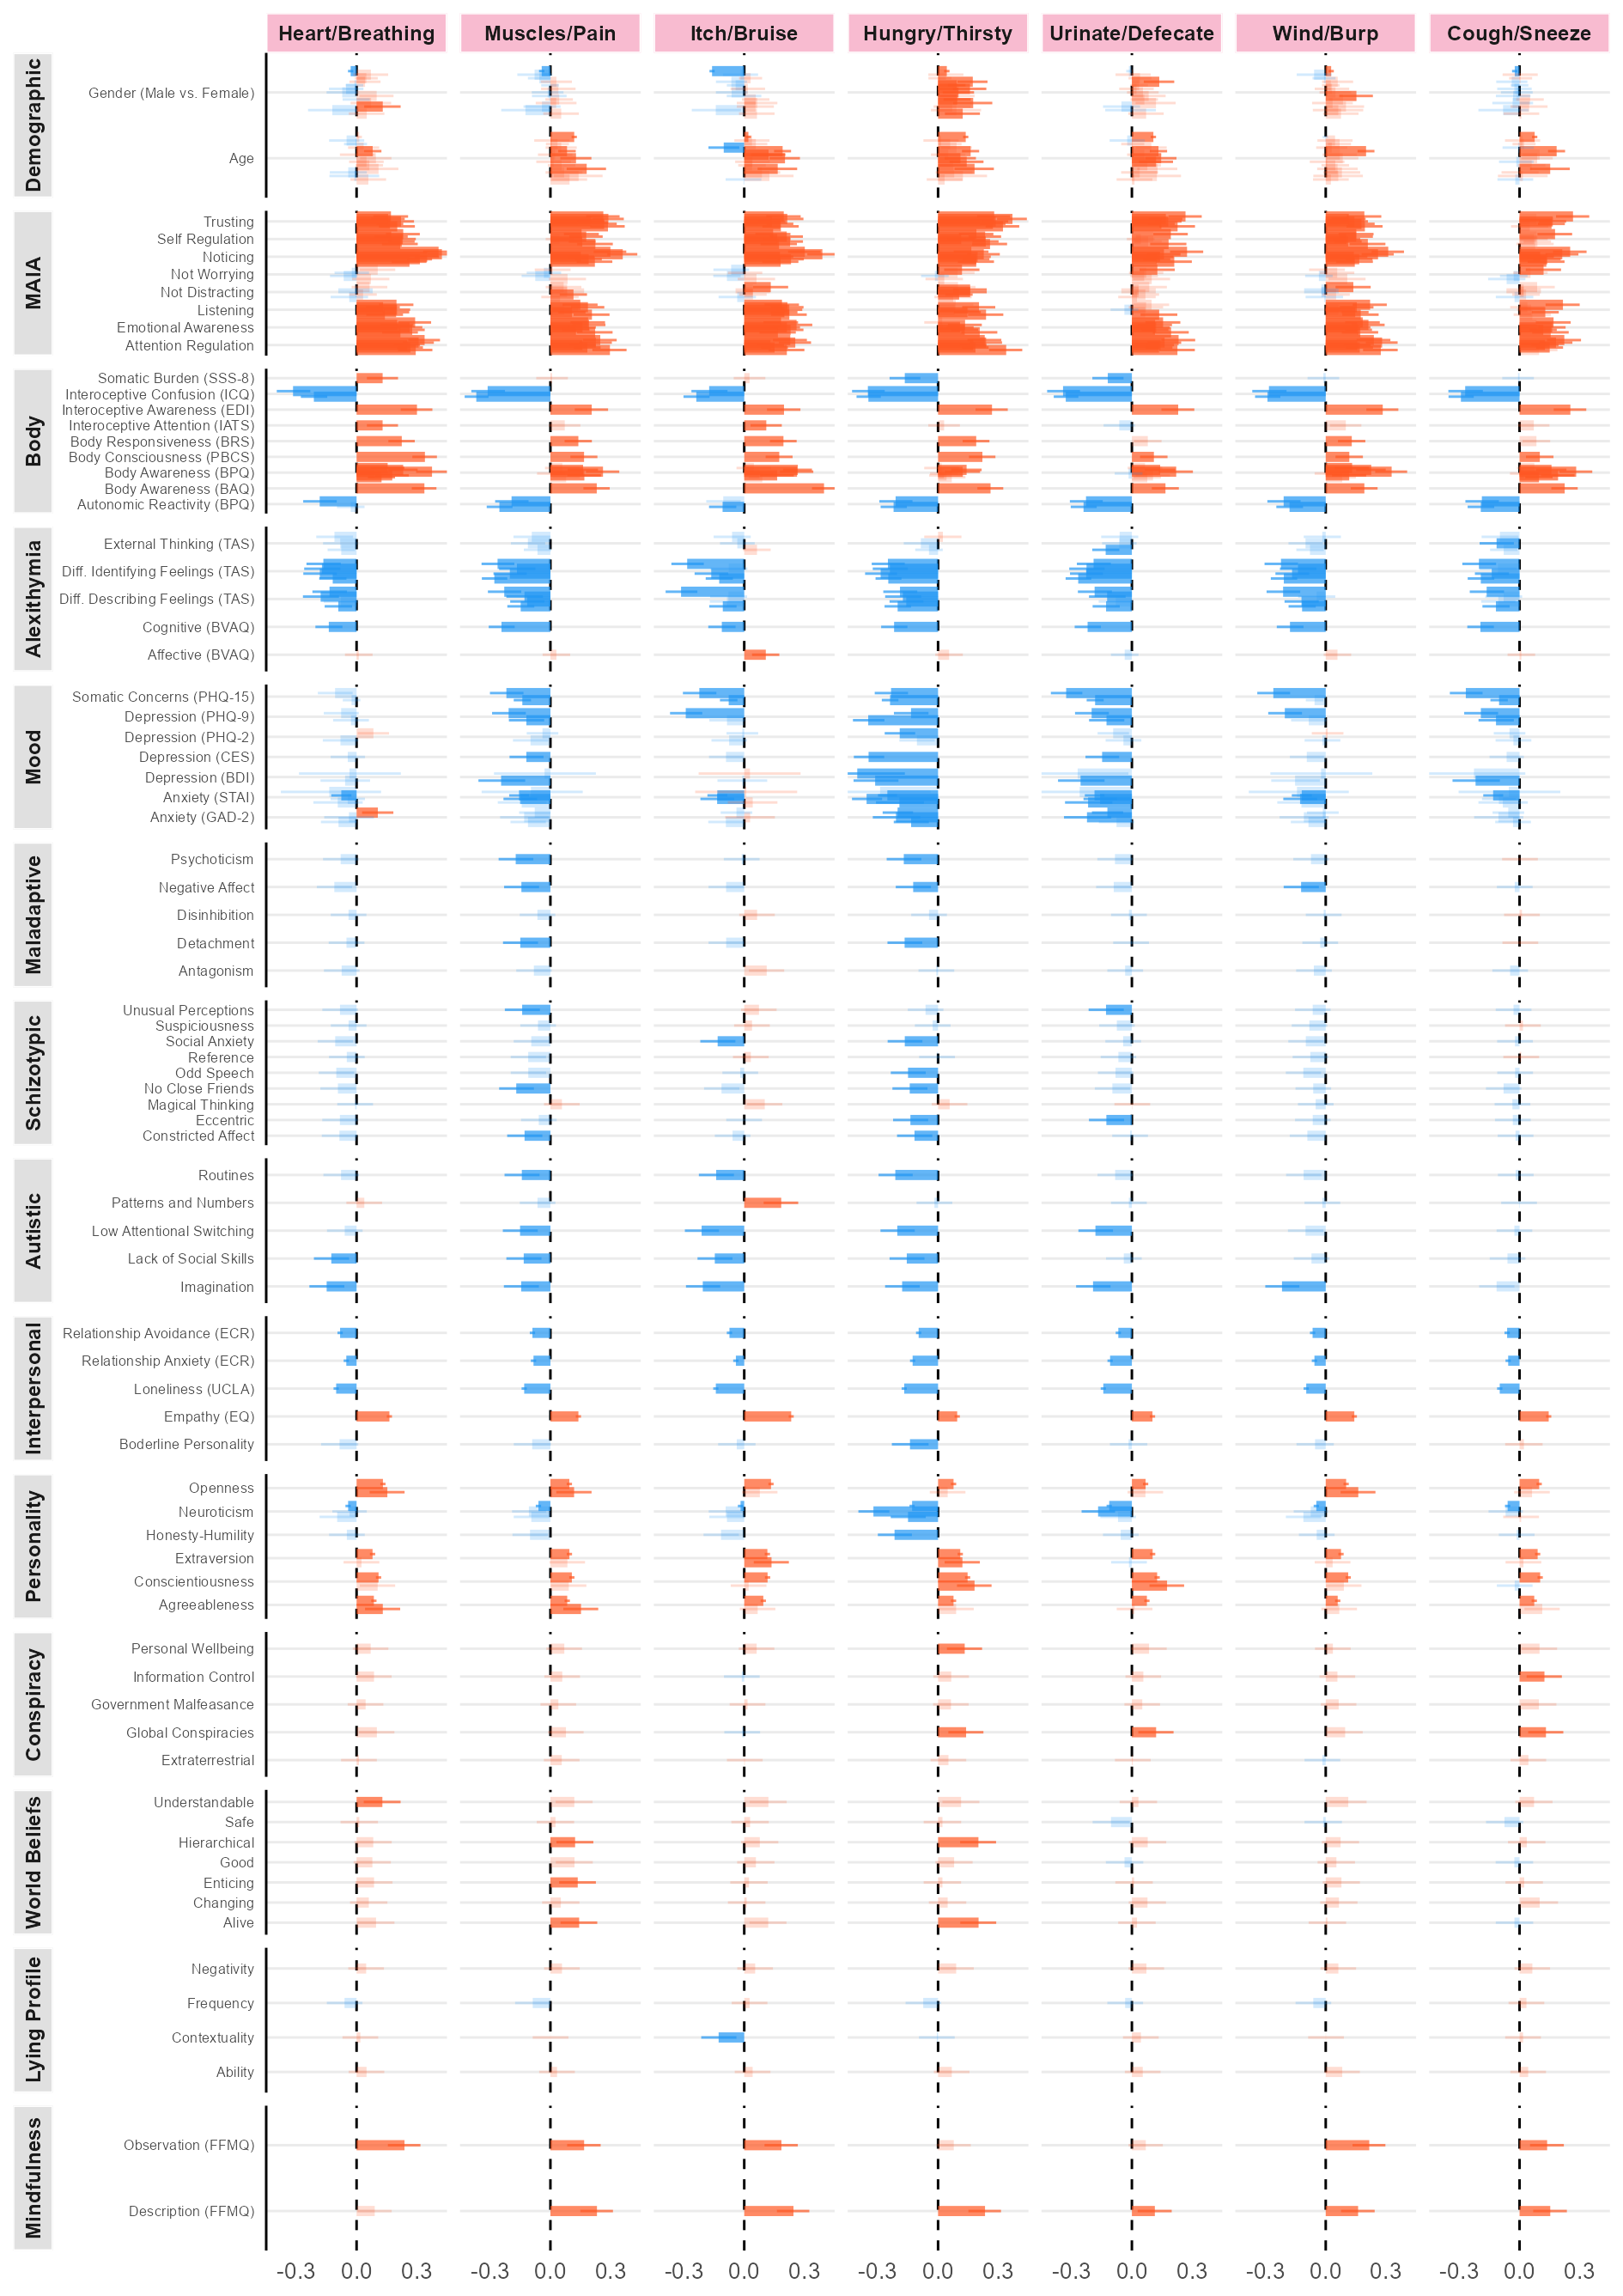 Heart/Breathing Muscles/Pain Itch/Bruise Hungry/Thirsty Urinate/Defecate Wind/Burp Cough/Sneeze
Demographic
Gender (Male vs. Female)
Age
MAIA
Trusting
Self Regulation
Noticing
Not Worrying
Not Distracting
Listening
Emotional Awareness
Attention Regulation
Body
Somatic Burden (SSS-8)
Interoceptive Confusion (ICQ)
Interoceptive Awareness (EDI)
Interoceptive Attention (IATS)
Body Responsiveness (BRS)
Body Consciousness (PBCS)
Body Awareness (BPQ)
Body Awareness (BAQ)
Autonomic Reactivity (BPQ)
Alexithymia
External Thinking (TAS)
Diff. Identifying Feelings (TAS)
Diff. Describing Feelings (TAS)
Cognitive (BVAQ)
Affective (BVAQ)
Mood
Somatic Concerns (PHQ-15)
Depression (PHQ-9)
Depression (PHQ-2)
Depression (CES)
Depression (BDI)
Anxiety (STAI)
Anxiety (GAD-2)
Maladaptive
Psychoticism
Negative Affect
Disinhibition
Detachment
Antagonism
Schizotypic
Unusual Perceptions
Suspiciousness
Social Anxiety
Reference
Odd Speech
No Close Friends
Magical Thinking
Eccentric
Constricted Affect
Autistic
Routines
Patterns and Numbers
Low Attentional Switching
Lack of Social Skills
Imagination
Interpersonal
Relationship Avoidance (ECR)
Relationship Anxiety (ECR)
Loneliness (UCLA)
Empathy (EQ)
Boderline Personality
Personality
Openness
Neuroticism
Honesty-Humility
Extraversion
Conscientiousness
Agreeableness
Conspiracy
Personal Wellbeing
Information Control
Government Malfeasance
Global Conspiracies
Extraterrestrial
World Beliefs
Understandable
Safe
Hierarchical
Good
Enticing
Changing
Alive
Lying Profile
Negativity
Frequency
Contextuality
Ability
Mindfulness
Observation (FFMQ)
Description (FFMQ)
-0.3 0.0 0.3 -0.3 0.0 0.3 -0.3 0.0 0.3 -0.3 0.0 0.3 -0.3 0.0 0.3 -0.3 0.0 0.3 -0.3 0.0 0.3